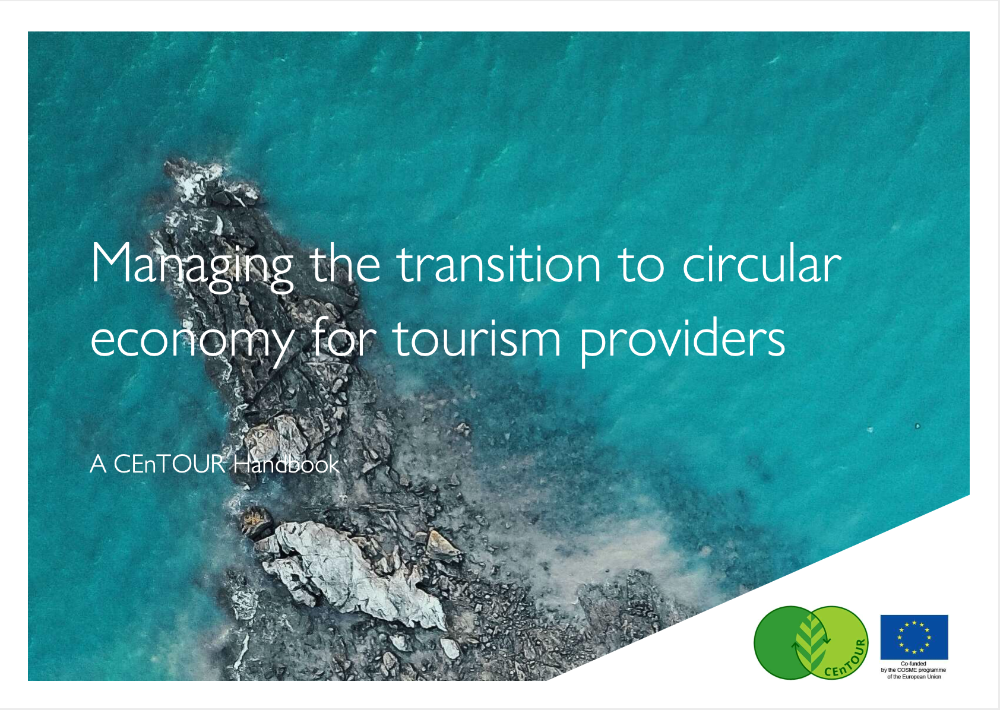 Managing the transition to circular
economy for tourism providers
A CEnTOUR Handbook
CEnTOUR
Co-funded
by the COSME programme
of the European Union